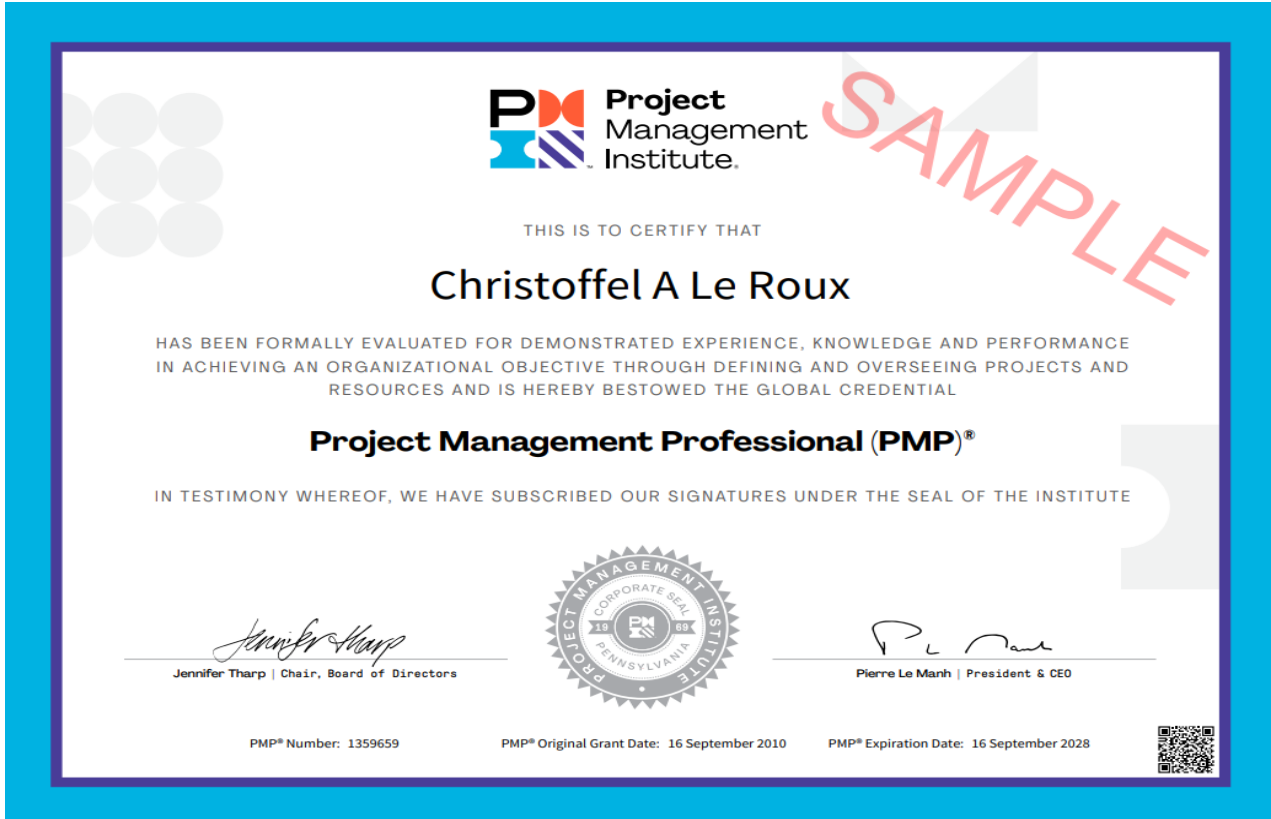 PM
Project
Management
Institute.
SAMPLE
THIS IS TO CERTIFY THAT
Christoffel A Le Roux
HAS BEEN FORMALLY EVALUATED FOR DEMONSTRATED EXPERIENCE, KNOWLEDGE AND PERFORMANCE
IN ACHIEVING AN ORGANIZATIONAL OBJECTIVE THROUGH DEFINING AND OVERSEEING PROJECTS AND
RESOURCES AND IS HEREBY BESTOWED THE GLOBAL CREDENTIAL
Project Management Professional (PMP)®
IN TESTIMONY WHEREOF, WE HAVE SUBSCRIBED OUR SIGNATURES UNDER THE SEAL OF THE INSTITUTE
PROJECT MANAGEMENT INSTITUTE
CORPORATE SEAL
19 69
PENNSYLVANIA
Jennifer Tharp
Jennifer Tharp | Chair, Board of Directors
Pierre Le Manh | President & CEO
PMP® Number: 1359659
PMP® Original Grant Date: 16 September 2010
PMP® Expiration Date: 16 September 2028